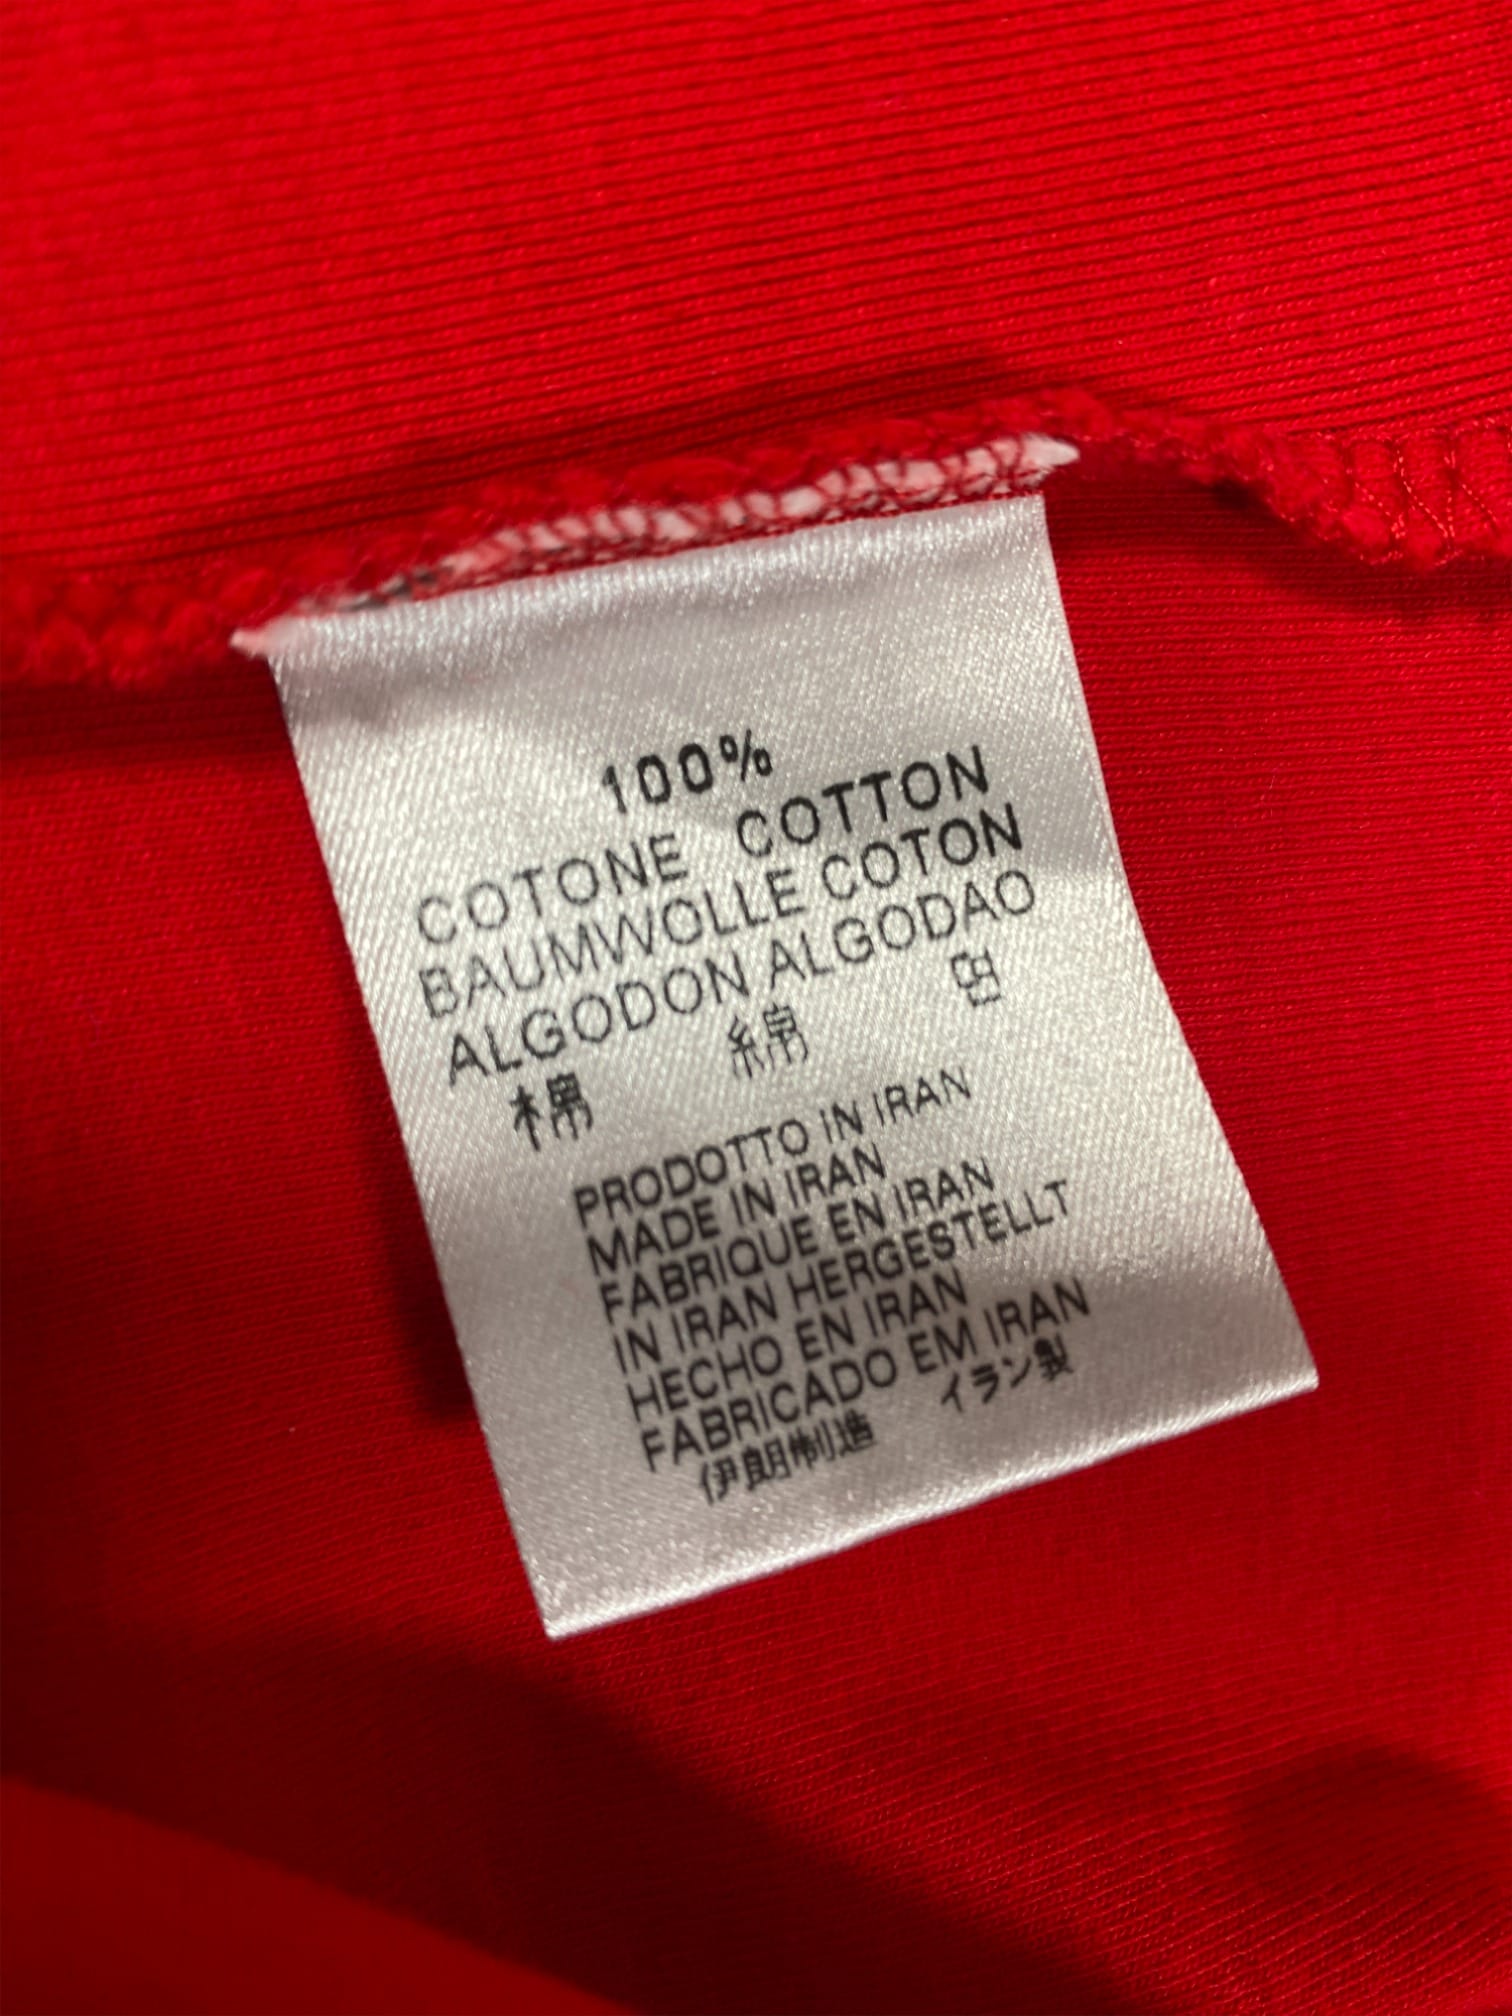 100%
COTONE COTTON
BAUMWOLLE COTON
ALGODON ALGODAO
棉 綿 면
PRODOTTO IN IRAN
MADE IN IRAN
FABRIQUE EN IRAN
IN IRAN HERGESTELLT
HECHO EN IRAN
FABRICADO EM IRAN
伊朗制造 イラン製